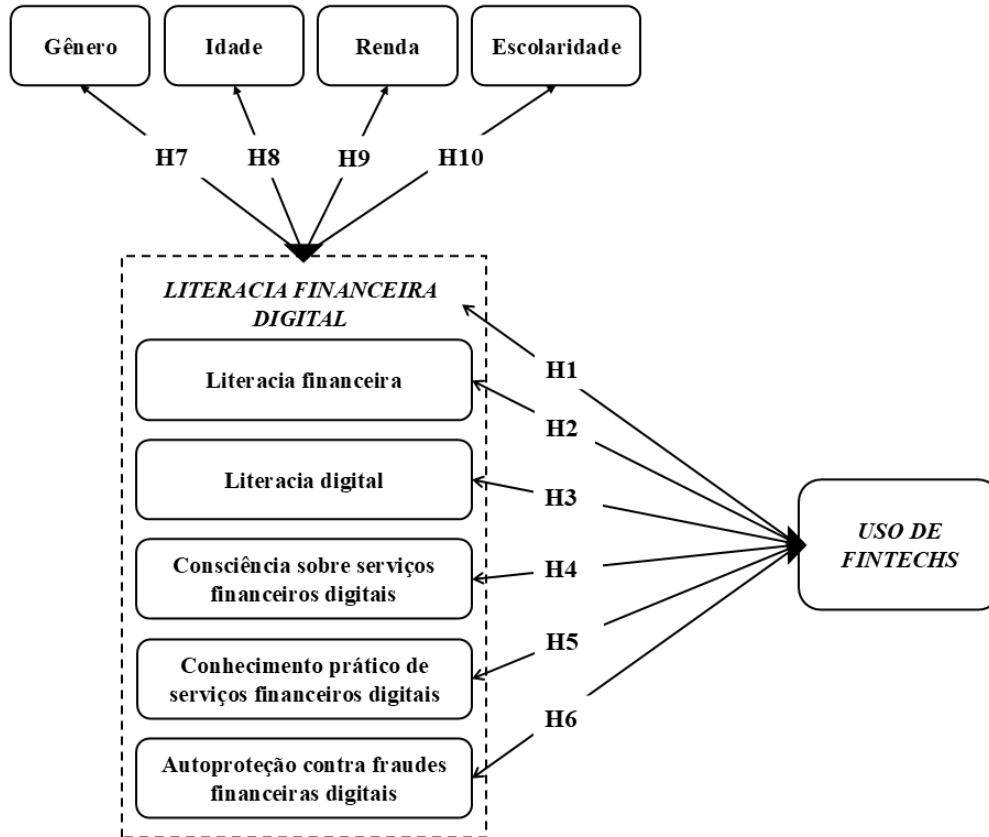 Gênero
Idade
Renda
Escolaridade
H7
H8
H9
H10
LITERACIA FINANCEIRA
DIGITAL
Literacia financeira
Literacia digital
Consciência sobre serviços
financeiros digitais
Conhecimento prático de
serviços financeiros digitais
Autoproteção contra fraudes
financeiras digitais
H1
H2
H3
H4
H5
H6
USO DE
FINTECHS